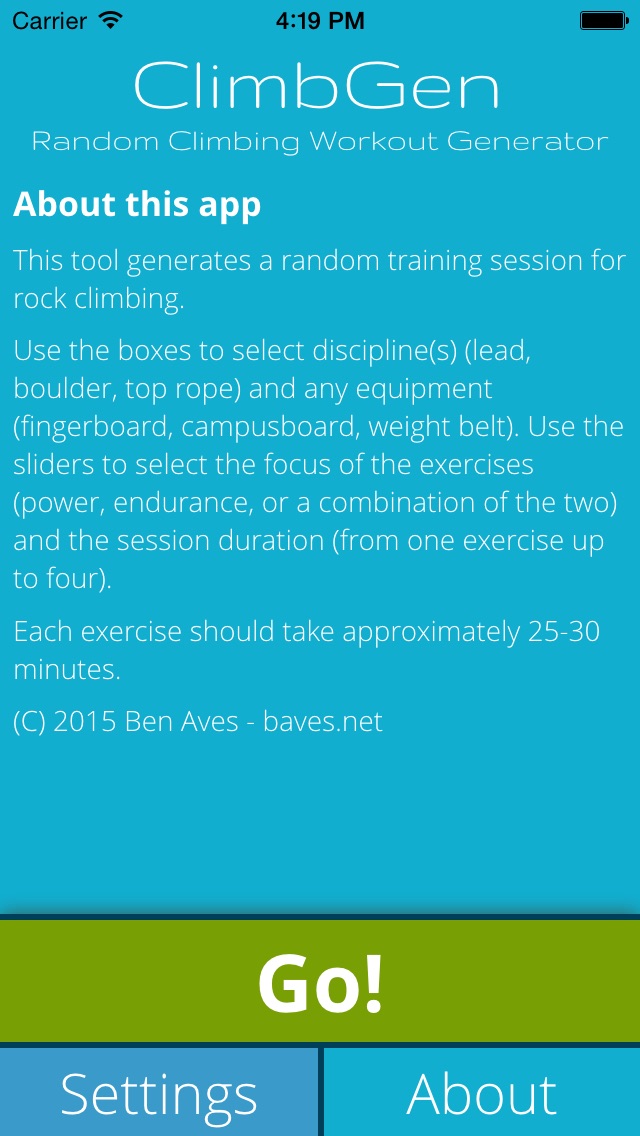 Carrier 4:19 PM
ClimbGen
Random Climbing Workout Generator
About this app
This tool generates a random training session for
rock climbing.
Use the boxes to select discipline(s) (lead,
boulder, top rope) and any equipment
(fingerboard, campusboard, weight belt). Use the
sliders to select the focus of the exercises
(power, endurance, or a combination of the two)
and the session duration (from one exercise up
to four).
Each exercise should take approximately 25-30
minutes.
(C) 2015 Ben Aves - baves.net
Go!
Settings About